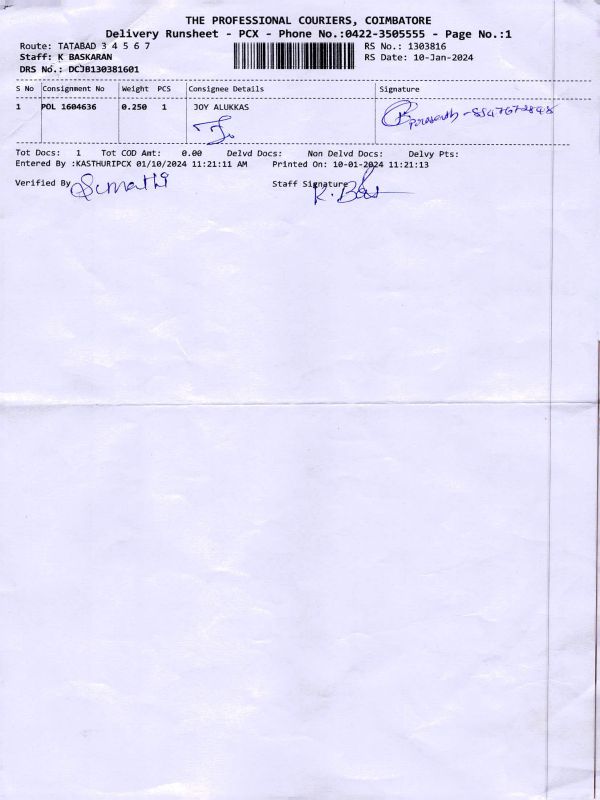 THE PROFESSIONAL COURIERS, COIMBATORE
Delivery Runsheet - PCX - Phone No.:0422-3505555 - Page No.:1
Route: TATABAD 3 4 5 6 7 RS No.: 1303816
Staff: K BASKARAN RS Date: 10-Jan-2024
DRS No.: DCJB130381601
S No Consignment No Weight PCS Consignee Details Signature
1 POL 1604636 0.250 1 JOY ALUKKAS
Tot Docs: 1 Tot COD Amt: 0.00 Delvd Docs: Non Delvd Docs: Delvy Pts:
Entered By :KASTHURIPCX 01/10/2024 11:21:11 AM Printed On: 10-01-2024 11:21:13
Verified By Sumathi Staff Signature K. Bas